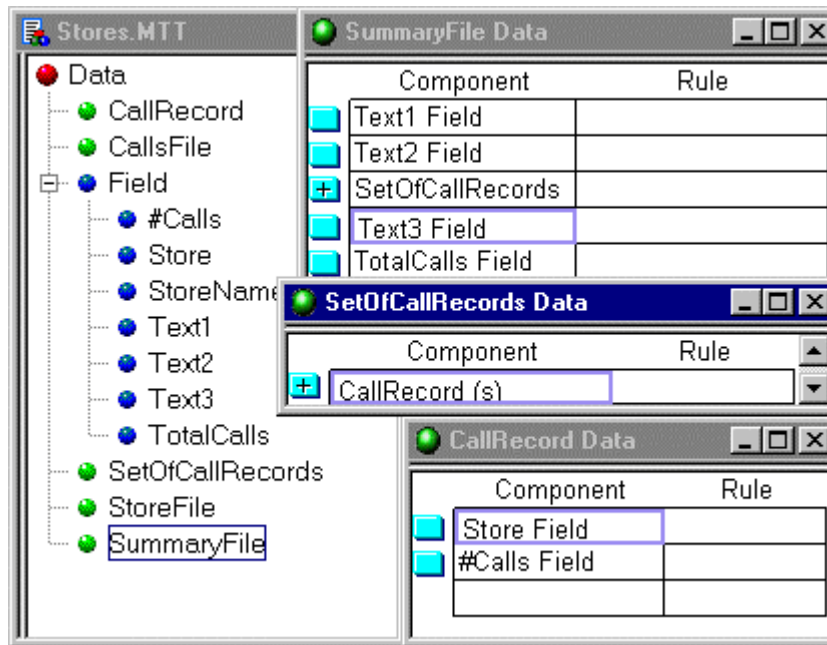 Stores.MTT
Data
CallRecord
CallsFile
Field
#Calls
Store
StoreName
Text1
Text2
Text3
TotalCalls
SetOfCallRecords
StoreFile
SummaryFile
SummaryFile Data
Component Rule
Text1 Field
Text2 Field
SetOfCallRecords
Text3 Field
TotalCalls Field
SetOfCallRecords Data
Component Rule
CallRecord (s)
CallRecord Data
Component Rule
Store Field
#Calls Field